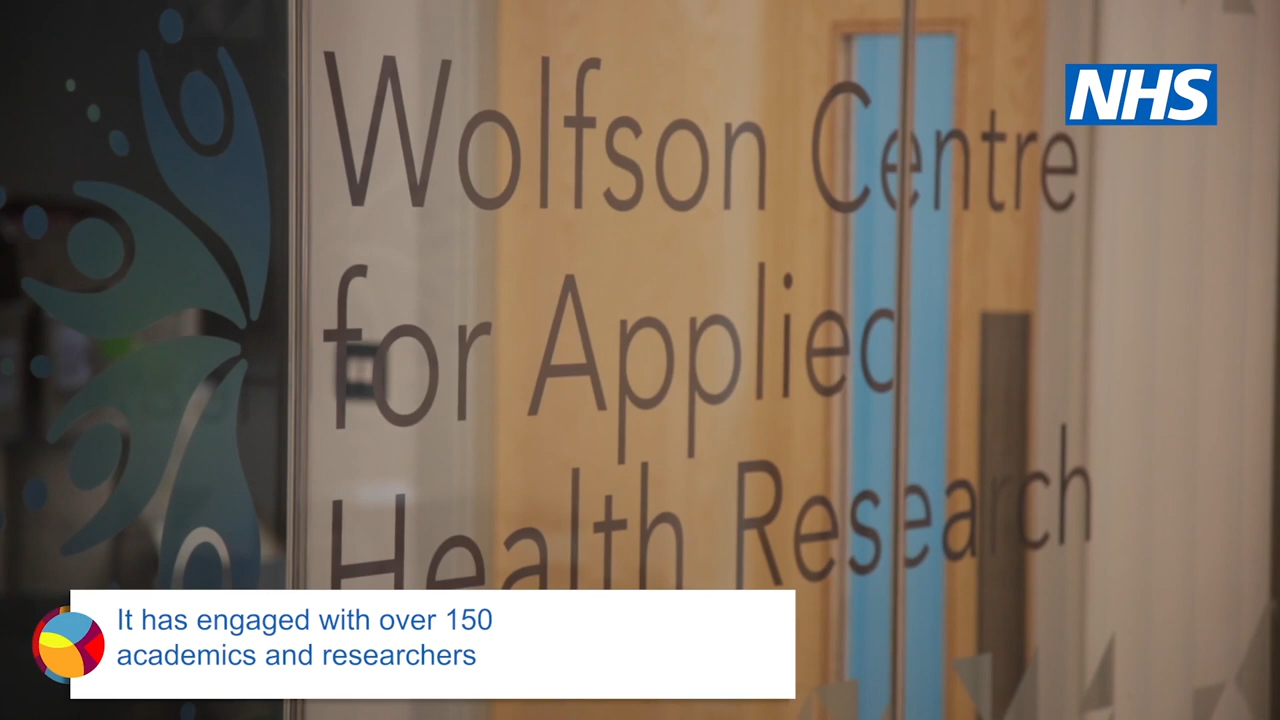 Wolfson Centre
for Applied
Health Research
NHS
It has engaged with over 150
academics and researchers